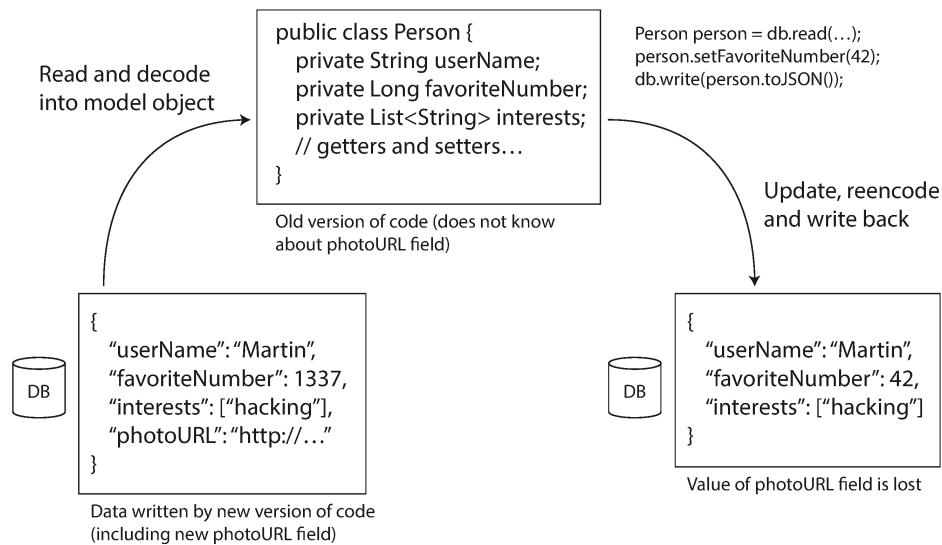 public class Person {
private String userName;
private Long favoriteNumber;
private List<String> interests;
// getters and setters…
}
Person person = db.read(…);
person.setFavoriteNumber(42);
db.write(person.toJSON());
Read and decode
into model object
Old version of code (does not know
about photoURL field)
Update, reencode
and write back
DB
{
“userName”: “Martin”,
“favoriteNumber”: 1337,
“interests”: [“hacking”],
“photoURL”: “http://…”
}
Data written by new version of code
(including new photoURL field)
DB
{
“userName”: “Martin”,
“favoriteNumber”: 42,
“interests”: [“hacking”]
}
Value of photoURL field is lost